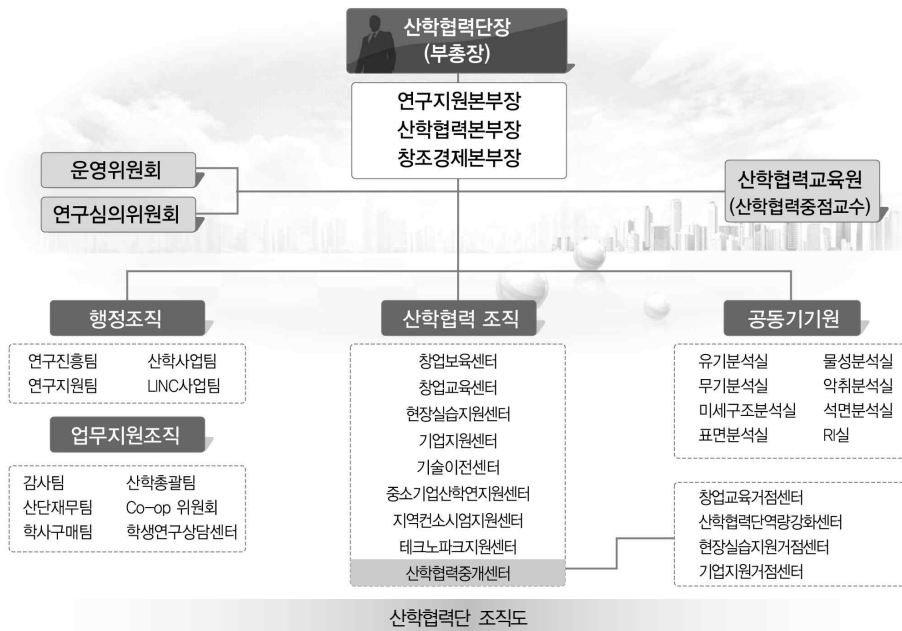 산학협력단장
(부총장)
연구지원본부장
산학협력본부장
창조경제본부장
운영위원회
연구심의위원회
산학협력교육원
(산학협력중점교수)
행정조직
연구진흥팀 산학사업팀
연구지원팀 LINC사업팀
업무지원조직
감사팀 산학총괄팀
산단재무팀 Co-op 위원회
학사구매팀 학생연구상담센터
산학협력 조직
창업보육센터
창업교육센터
현장실습지원센터
기업지원센터
기술이전센터
중소기업산학연지원센터
지역컨소시엄지원센터
테크노파크지원센터
산학협력중개센터
공동기기원
유기분석실 물성분석실
무기분석실 악취분석실
미세구조분석실 석면분석실
표면분석실 RI실
창업교육거점센터
산학협력단역량강화센터
현장실습지원거점센터
기업지원거점센터
산학협력단 조직도